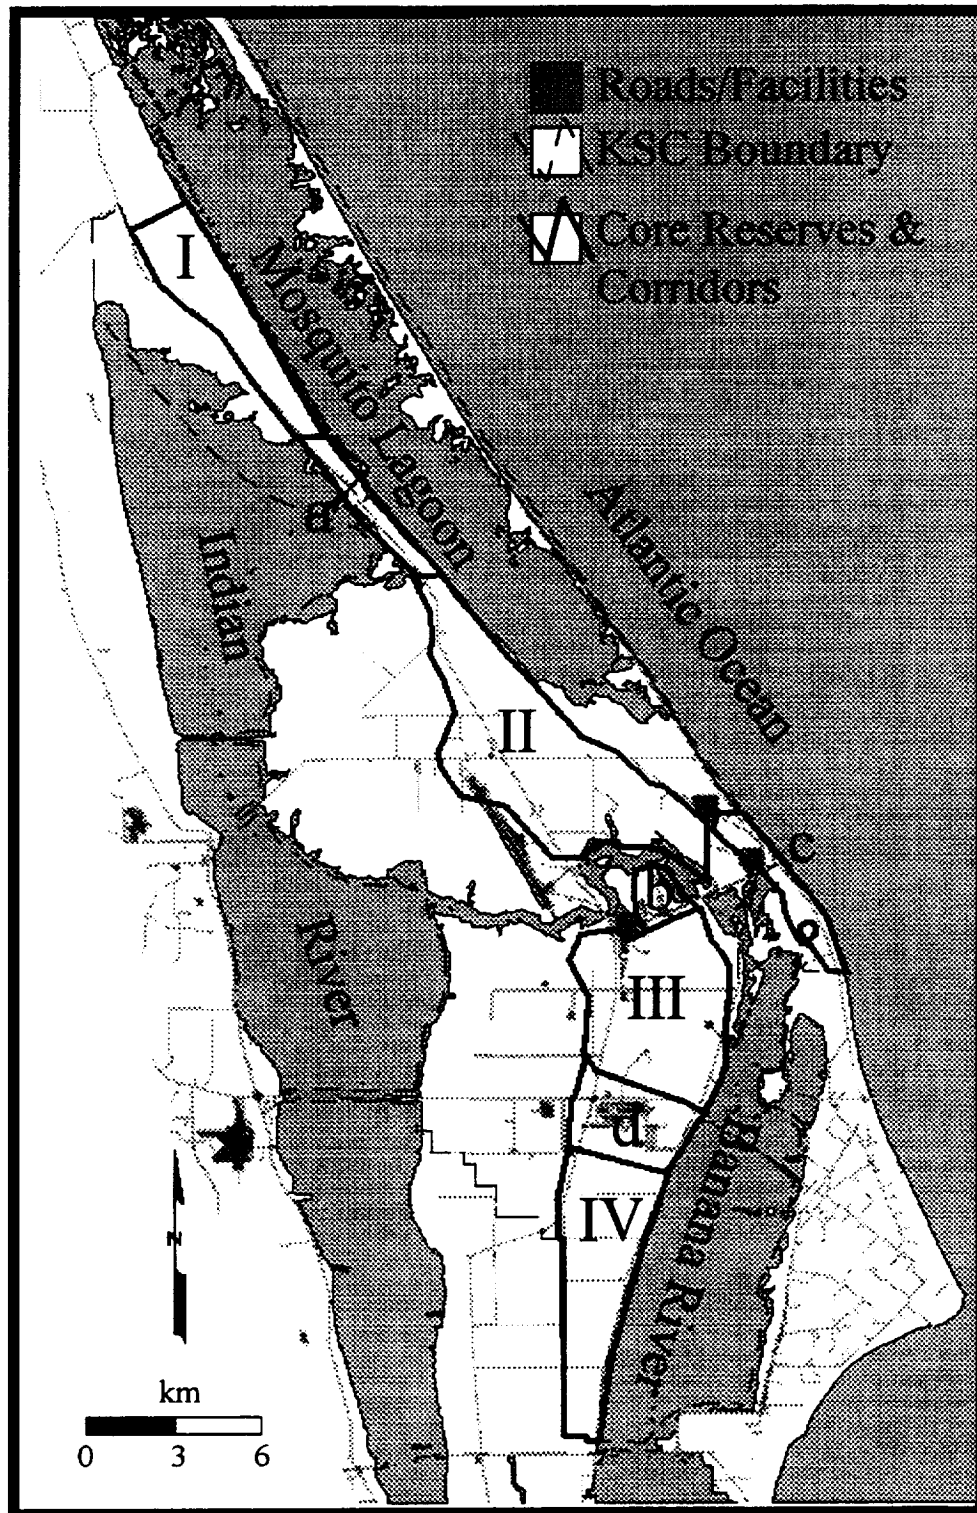 Roads/Facilities
KSC Boundary
Core Reserves &
Corridors
I
Mosquito Lagoon
a
Indian
Atlantic Ocean
II
c
b
River
III
d
Banana River
IV
N
km
0 3 6